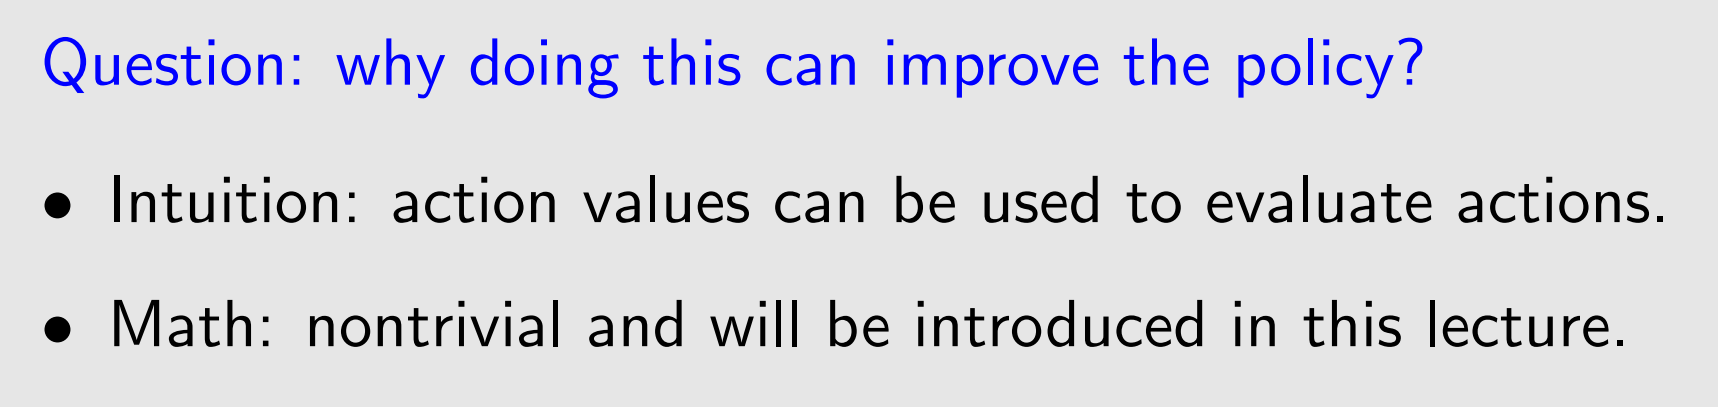 Question: why doing this can improve the policy?
• Intuition: action values can be used to evaluate actions.
• Math: nontrivial and will be introduced in this lecture.